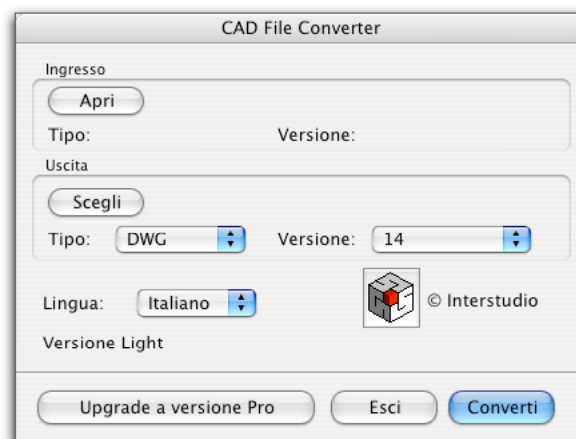 CAD File Converter
Ingresso
Apri
Tipo: Versione:
Uscita
Scegli
Tipo: DWG Versione: 14
Lingua: Italiano © Interstudio
Versione Light
Upgrade a versione Pro Esci Converti